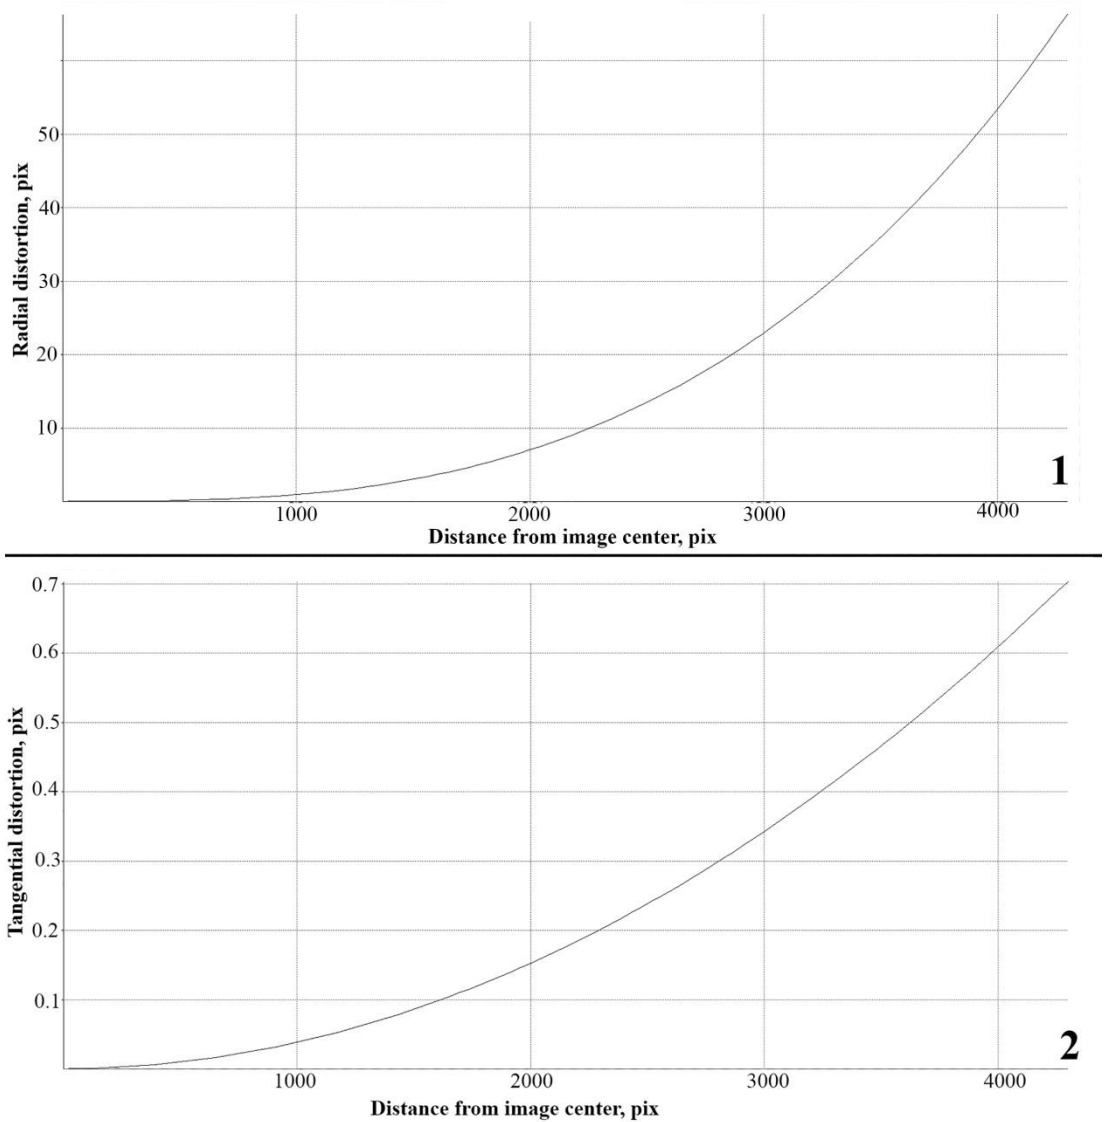 Radial distortion, pix
50
40
30
20
10
1000 2000 3000 4000
Distance from image center, pix
1
Tangential distortion, pix
0.7
0.6
0.5
0.4
0.3
0.2
0.1
1000 2000 3000 4000
Distance from image center, pix
2